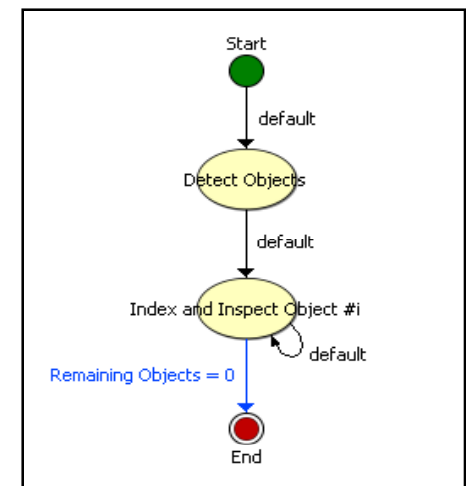 Start
default
Detect Objects
default
Index and Inspect Object #i
default
Remaining Objects = 0
End